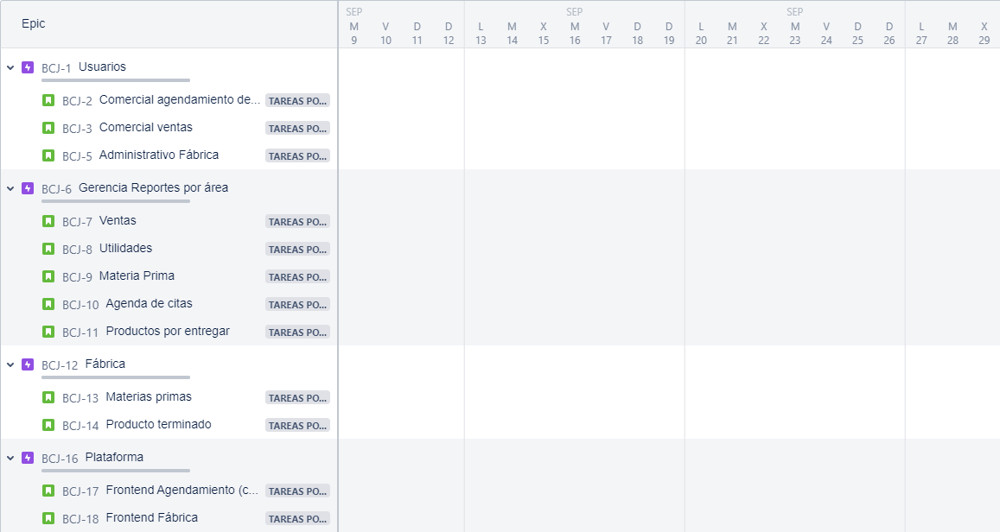 Epic
SEP SEP SEP
M V D D L M X M V D D L M X M V D D L M X
9 10 11 12 13 14 15 16 17 18 19 20 21 22 23 24 25 26 27 28 29
BCJ-1 Usuarios
BCJ-2 Comercial agendamiento de... TAREAS PO...
BCJ-3 Comercial ventas TAREAS PO...
BCJ-5 Administrativo Fábrica TAREAS PO...
BCJ-6 Gerencia Reportes por área
BCJ-7 Ventas TAREAS PO...
BCJ-8 Utilidades TAREAS PO...
BCJ-9 Materia Prima TAREAS PO...
BCJ-10 Agenda de citas TAREAS PO...
BCJ-11 Productos por entregar TAREAS PO...
BCJ-12 Fábrica
BCJ-13 Materias primas TAREAS PO...
BCJ-14 Producto terminado TAREAS PO...
BCJ-16 Plataforma
BCJ-17 Frontend Agendamiento (c... TAREAS PO...
BCJ-18 Frontend Fábrica TAREAS PO...